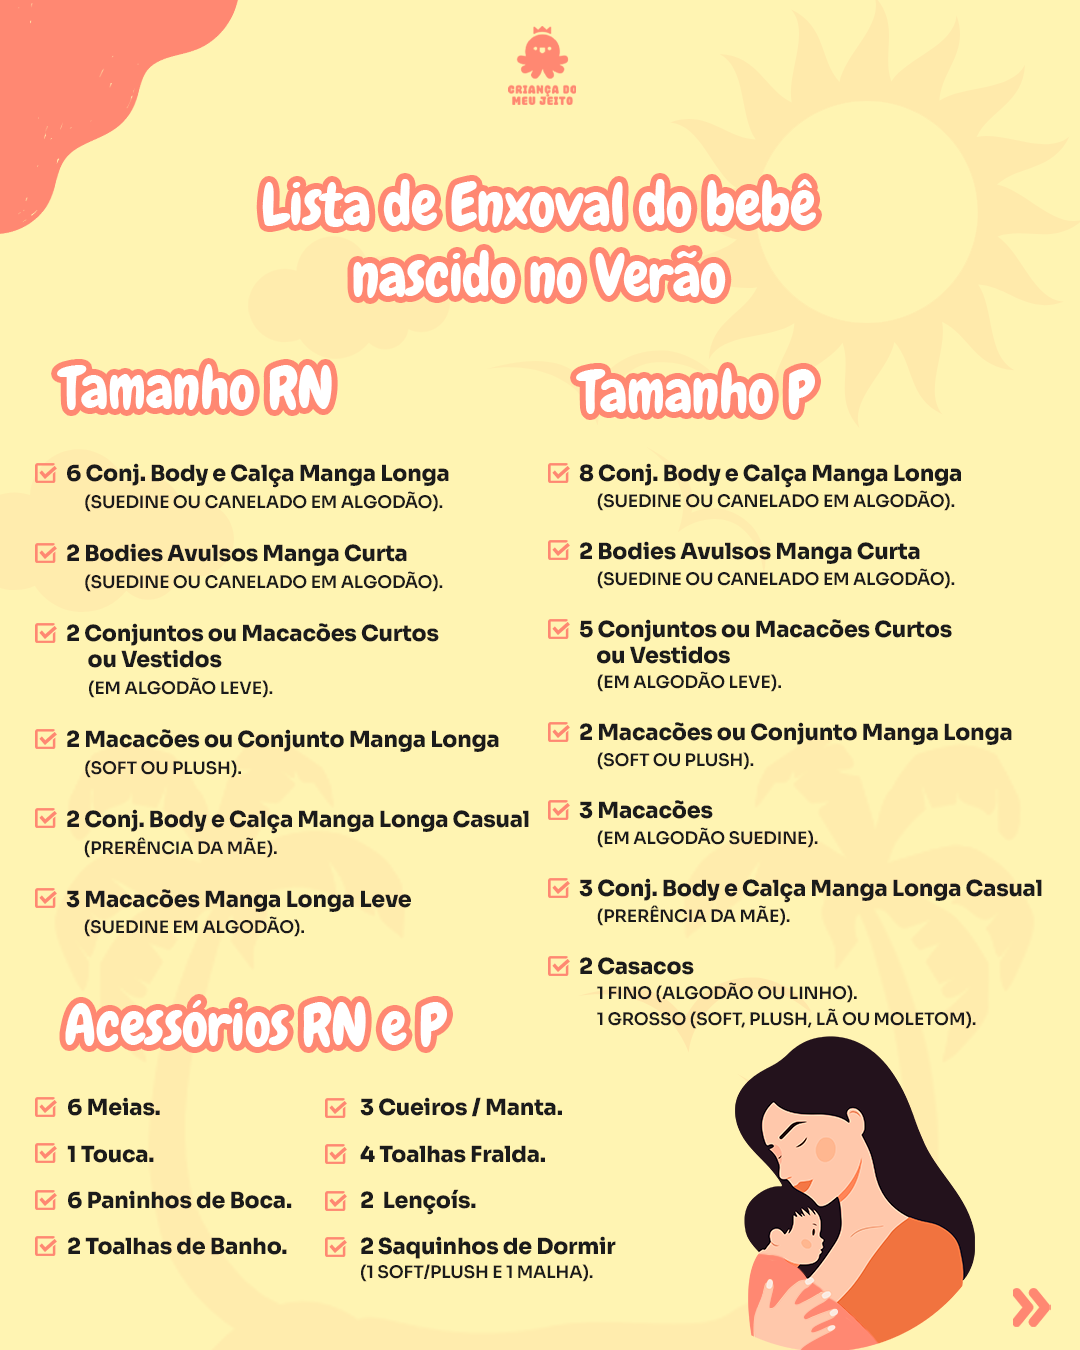 CRIANÇA DO
MEU JEITO
Lista de Enxoval do bebê
nascido no Verão
Tamanho RN
6 Conj. Body e Calça Manga Longa
(SUEDINE OU CANELADO EM ALGODÃO).
2 Bodies Avulsos Manga Curta
(SUEDINE OU CANELADO EM ALGODÃO).
2 Conjuntos ou Macacões Curtos
ou Vestidos
(EM ALGODÃO LEVE).
2 Macacões ou Conjunto Manga Longa
(SOFT OU PLUSH).
2 Conj. Body e Calça Manga Longa Casual
(PRERÊNCIA DA MÃE).
3 Macacões Manga Longa Leve
(SUEDINE EM ALGODÃO).
Tamanho P
8 Conj. Body e Calça Manga Longa
(SUEDINE OU CANELADO EM ALGODÃO).
2 Bodies Avulsos Manga Curta
(SUEDINE OU CANELADO EM ALGODÃO).
5 Conjuntos ou Macacões Curtos
ou Vestidos
(EM ALGODÃO LEVE).
2 Macacões ou Conjunto Manga Longa
(SOFT OU PLUSH).
3 Macacões
(EM ALGODÃO SUEDINE).
3 Conj. Body e Calça Manga Longa Casual
(PRERÊNCIA DA MÃE).
2 Casacos
1 FINO (ALGODÃO OU LINHO).
1 GROSSO (SOFT, PLUSH, LÃ OU MOLETOM).
Acessórios RN e P
6 Meias.
1 Touca.
6 Paninhos de Boca.
2 Toalhas de Banho.
3 Cueiros / Manta.
4 Toalhas Fralda.
2 Lençoís.
2 Saquinhos de Dormir
(1 SOFT/PLUSH E 1 MALHA).